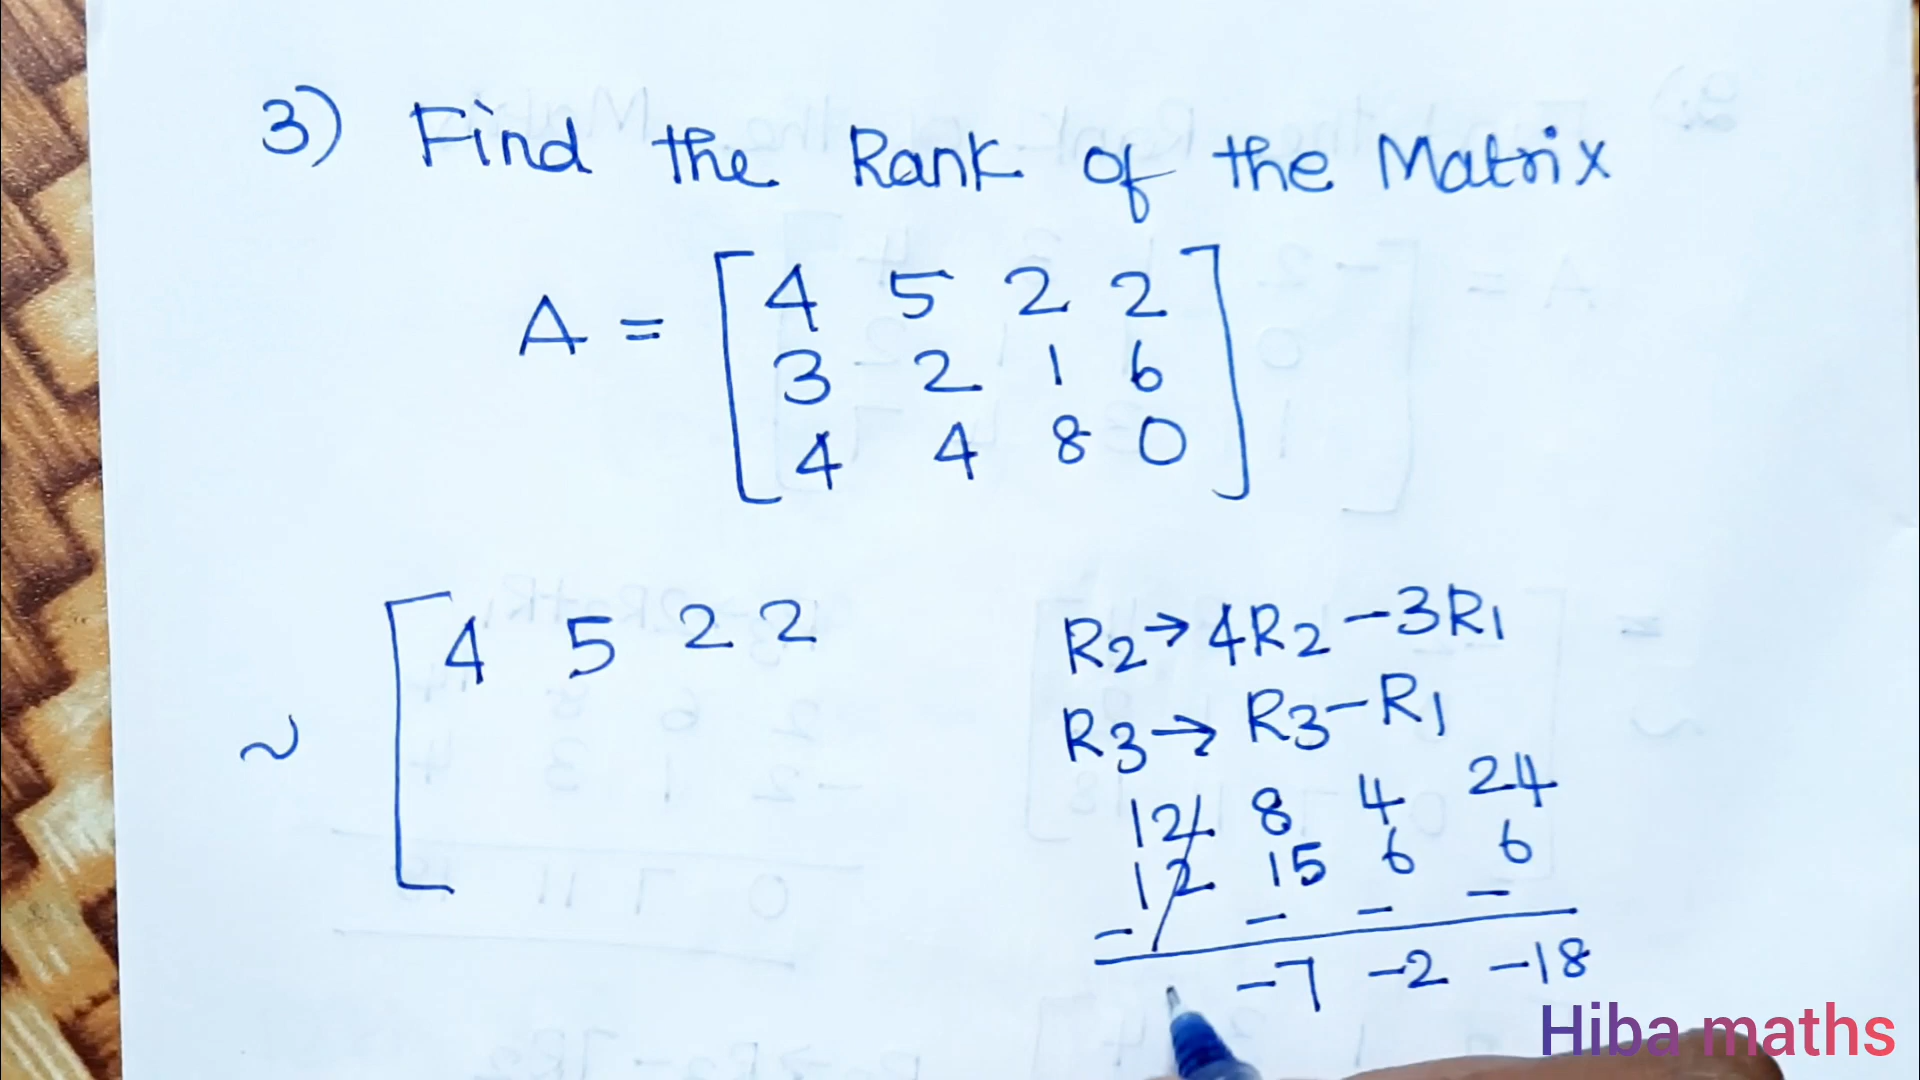 3) Find the Rank of the Matrix
A = [ 4 5 2 2
3 2 1 6
4 4 8 0 ]
~ [ 4 5 2 2
R2 → 4R2 - 3R1
R3 → R3 - R1
12 8 4 24
12 15 6 6
- - - -
-7 -2 -18
Hiba maths